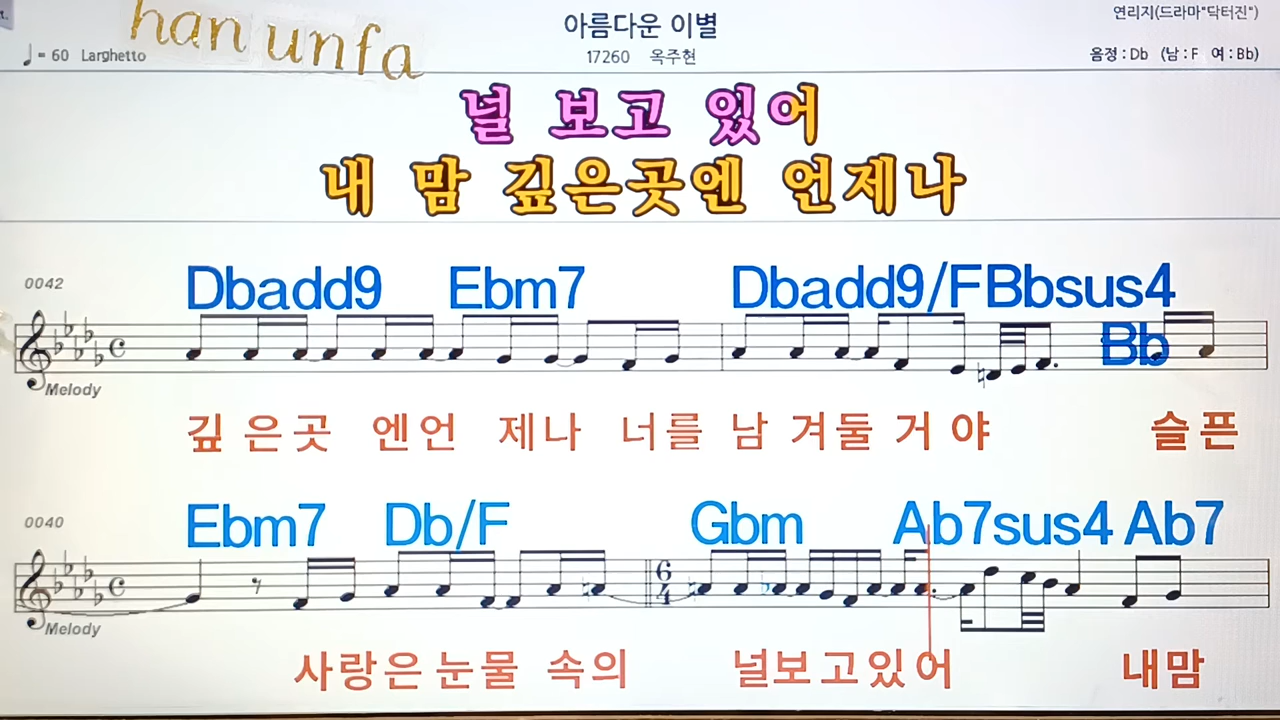 han unfa
아름다운 이별
연리지(드라마"닥터진")
♩ = 60 Larghetto
17260 옥주현
음정 : Db (남 : F 여 : Bb)
널 보고 있어
내 맘 깊은곳엔 언제나
0042
Dbadd9 Ebm7 Dbadd9/F Bbsus4
Bb
Melody
깊 은곳 엔언 제나 너를 남 겨둘 거 야 슬픈
0040
Ebm7 Db/F Gbm Ab7sus4 Ab7
6
4
Melody
사랑은눈물 속의 널보고있어 내맘